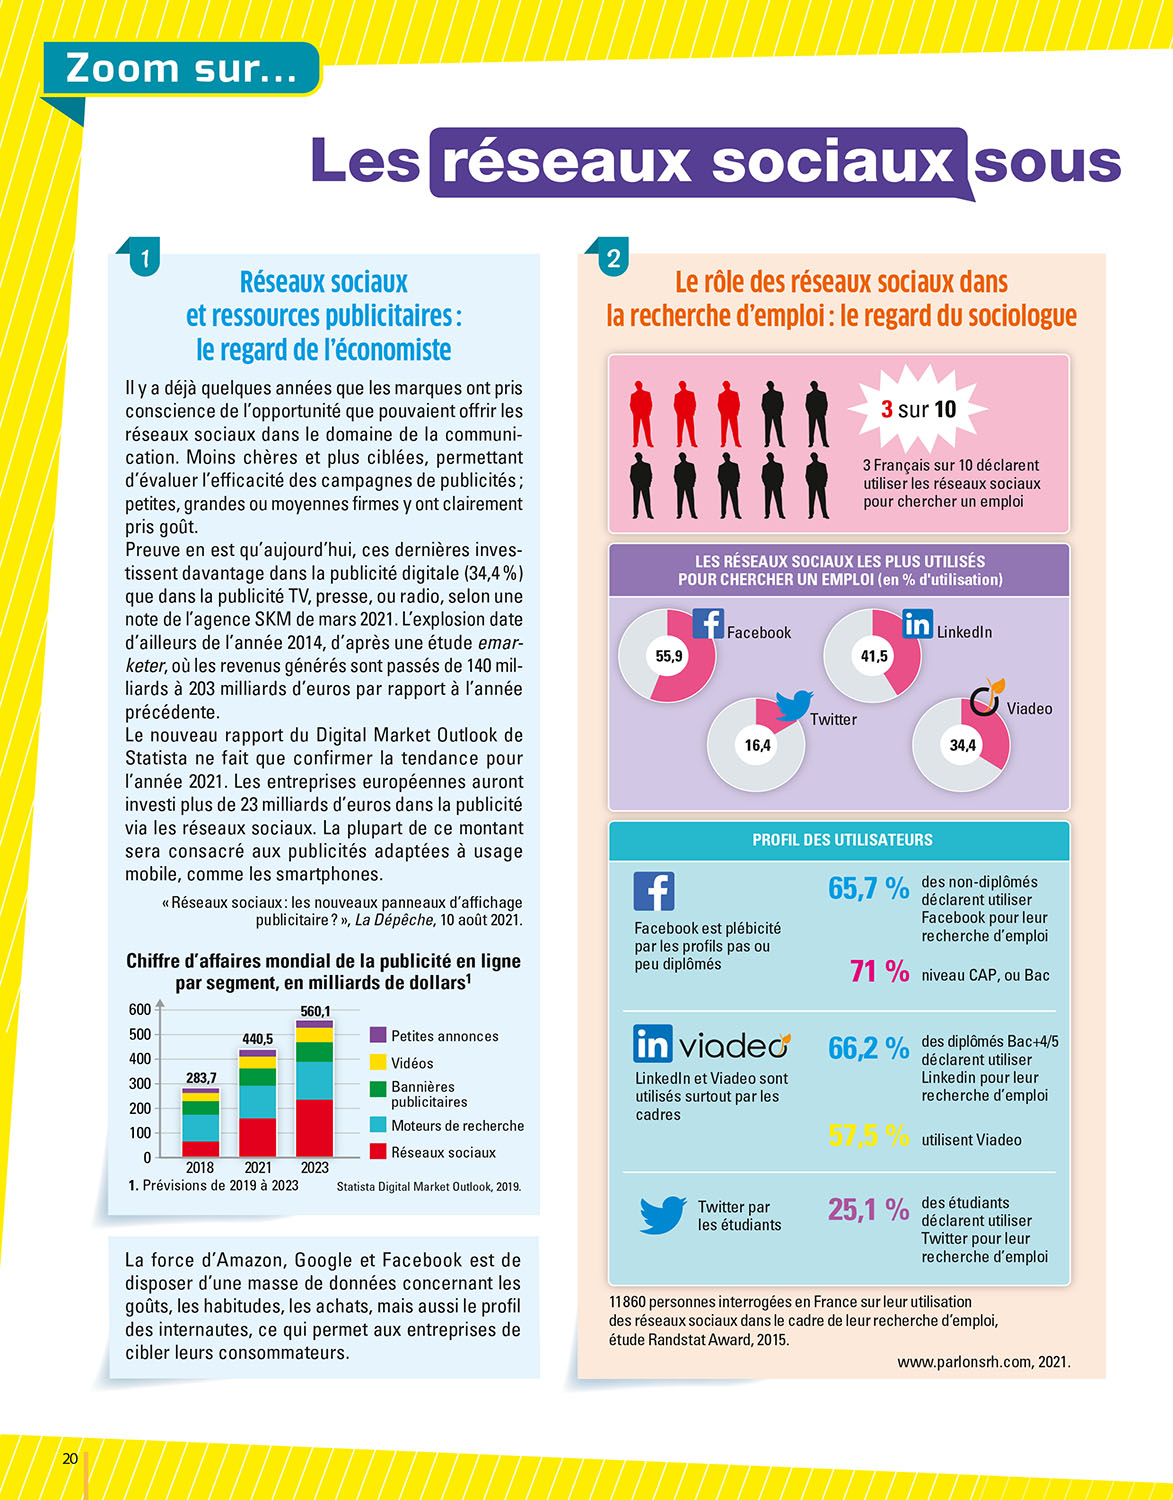 Zoom sur...
Les réseaux sociaux sous
1
Réseaux sociaux
et ressources publicitaires :
le regard de l'économiste
Il y a déjà quelques années que les marques ont pris
conscience de l'opportunité que pouvaient offrir les
réseaux sociaux dans le domaine de la communi-
cation. Moins chères et plus ciblées, permettant
d'évaluer l'efficacité des campagnes de publicités ;
petites, grandes ou moyennes firmes y ont clairement
pris goût.
Preuve en est qu'aujourd'hui, ces dernières inves-
tissent davantage dans la publicité digitale (34,4 %)
que dans la publicité TV, presse, ou radio, selon une
note de l'agence SKM de mars 2021. L'explosion date
d'ailleurs de l'année 2014, d'après une étude emar-
keter, où les revenus générés sont passés de 140 mil-
liards à 203 milliards d'euros par rapport à l'année
précédente.
Le nouveau rapport du Digital Market Outlook de
Statista ne fait que confirmer la tendance pour
l'année 2021. Les entreprises européennes auront
investi plus de 23 milliards d'euros dans la publicité
via les réseaux sociaux. La plupart de ce montant
sera consacré aux publicités adaptées à usage
mobile, comme les smartphones.
« Réseaux sociaux : les nouveaux panneaux d'affichage
publicitaire ? », La Dépêche, 10 août 2021.
Chiffre d'affaires mondial de la publicité en ligne
par segment, en milliards de dollars¹
600
500
400
300
200
100
0
283,7
440,5
560,1
2018
2021
2023
Petites annonces
Vidéos
Bannières
publicitaires
Moteurs de recherche
Réseaux sociaux
1. Prévisions de 2019 à 2023
Statista Digital Market Outlook, 2019.
La force d'Amazon, Google et Facebook est de
disposer d'une masse de données concernant les
goûts, les habitudes, les achats, mais aussi le profil
des internautes, ce qui permet aux entreprises de
cibler leurs consommateurs.
2
Le rôle des réseaux sociaux dans
la recherche d'emploi : le regard du sociologue
3 sur 10
3 Français sur 10 déclarent
utiliser les réseaux sociaux
pour chercher un emploi
LES RÉSEAUX SOCIAUX LES PLUS UTILISÉS
POUR CHERCHER UN EMPLOI (en % d'utilisation)
f
Facebook
55,9
in
LinkedIn
41,5
Twitter
16,4
Viadeo
34,4
PROFIL DES UTILISATEURS
f
Facebook est plébicité
par les profils pas ou
peu diplômés
65,7 %
des non-diplômés
déclarent utiliser
Facebook pour leur
recherche d'emploi
71 %
niveau CAP, ou Bac
in viadeo
LinkedIn et Viadeo sont
utilisés surtout par les
cadres
66,2 %
des diplômés Bac+4/5
déclarent utiliser
Linkedin pour leur
recherche d'emploi
57,5 %
utilisent Viadeo
Twitter par
les étudiants
25,1 %
des étudiants
déclarent utiliser
Twitter pour leur
recherche d'emploi
11 860 personnes interrogées en France sur leur utilisation
des réseaux sociaux dans le cadre de leur recherche d'emploi,
étude Randstat Award, 2015.
www.parlonsrh.com, 2021.
20